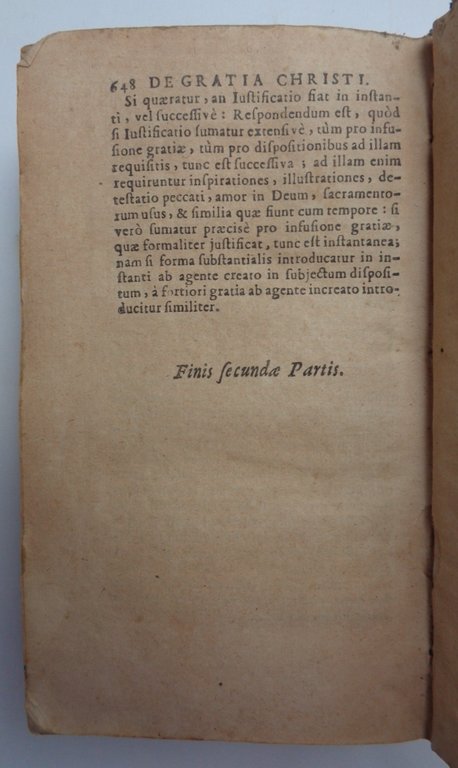 648 DE GRATIA CHRISTI.
Si quæratur, an Iuſtificatio fiat in inſtan-
ti, vel ſucceſſivè: Reſpondendum eſt, quòd
ſi Iuſtificatio ſumatur extenſivè, tùm pro infu-
ſione gratiæ, tùm pro diſpoſitionibus ad illam
requiſitis, tunc eſt ſucceſſiva; ad illam enim
requiruntur inſpirationes, illuſtrationes, de-
teſtatio peccati, amor in Deum, ſacramento-
rum uſus, & ſimilia quæ fiunt cum tempore: ſi
verò ſumatur præcisè pro infuſione gratiæ,
quæ formaliter juſtificat, tunc eſt inſtantanea;
nam ſi forma ſubſtantialis introducatur in in-
ſtanti ab agente creato in ſubjectum diſpoſi-
tum, à fortiori gratia ab agente increato intro-
ducitur ſimiliter.
Finis ſecundæ Partis.